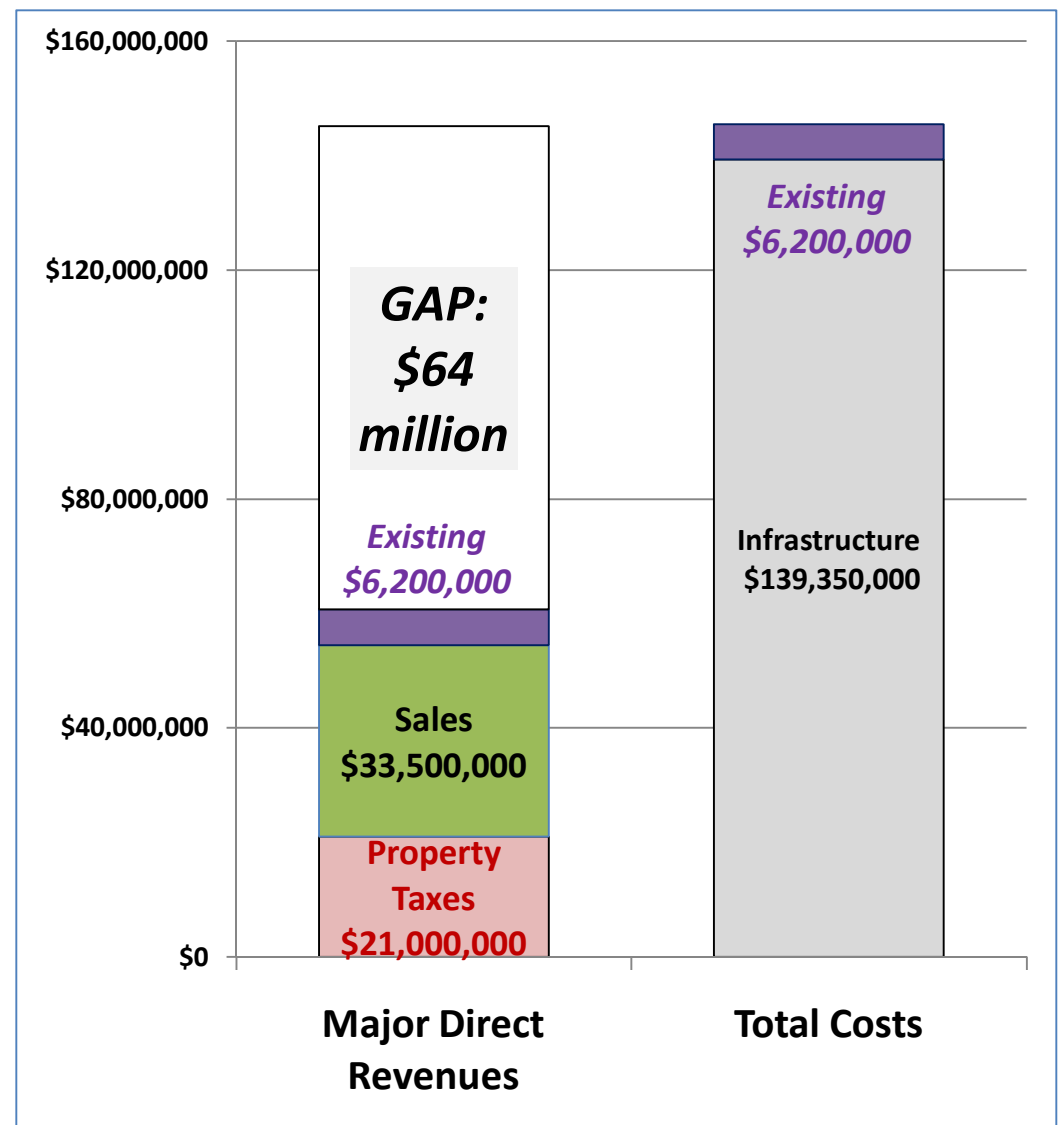 $160,000,000
$120,000,000
$80,000,000
$40,000,000
$0
GAP:
$64
million
Existing
$6,200,000
Sales
$33,500,000
Property
Taxes
$21,000,000
Major Direct
Revenues
Existing
$6,200,000
Infrastructure
$139,350,000
Total Costs